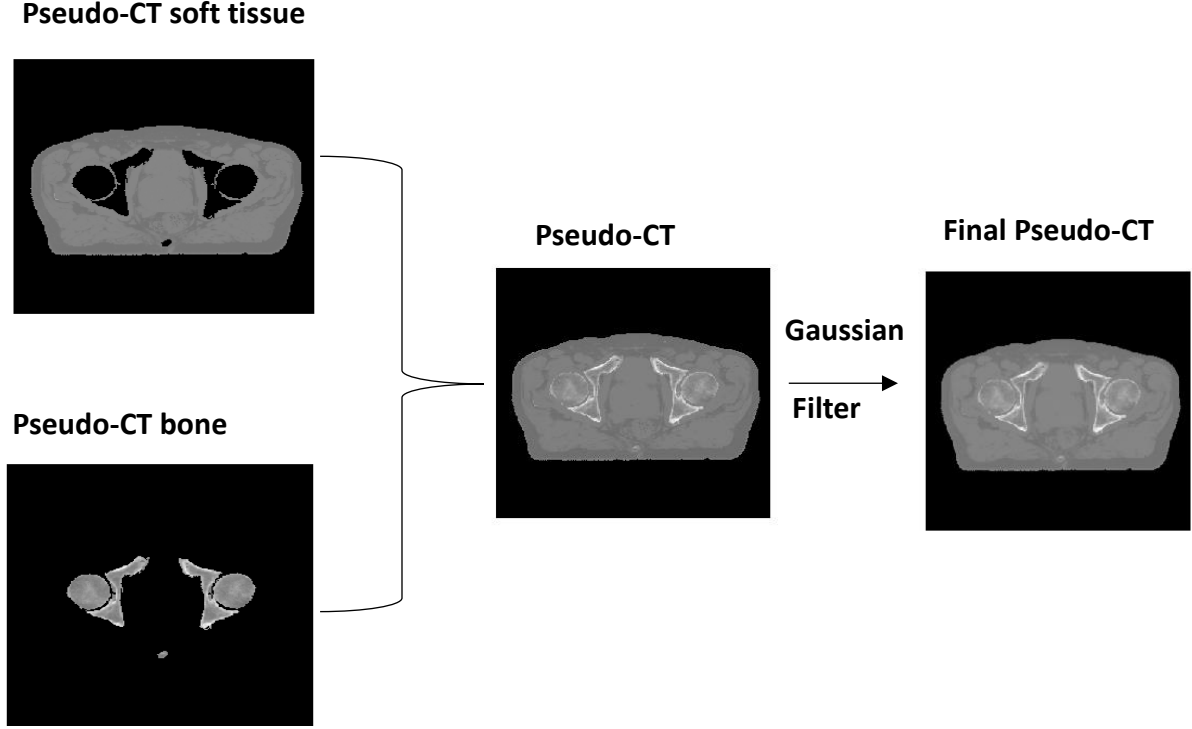 Pseudo-CT soft tissue
Pseudo-CT bone
Pseudo-CT
Gaussian
Filter
Final Pseudo-CT